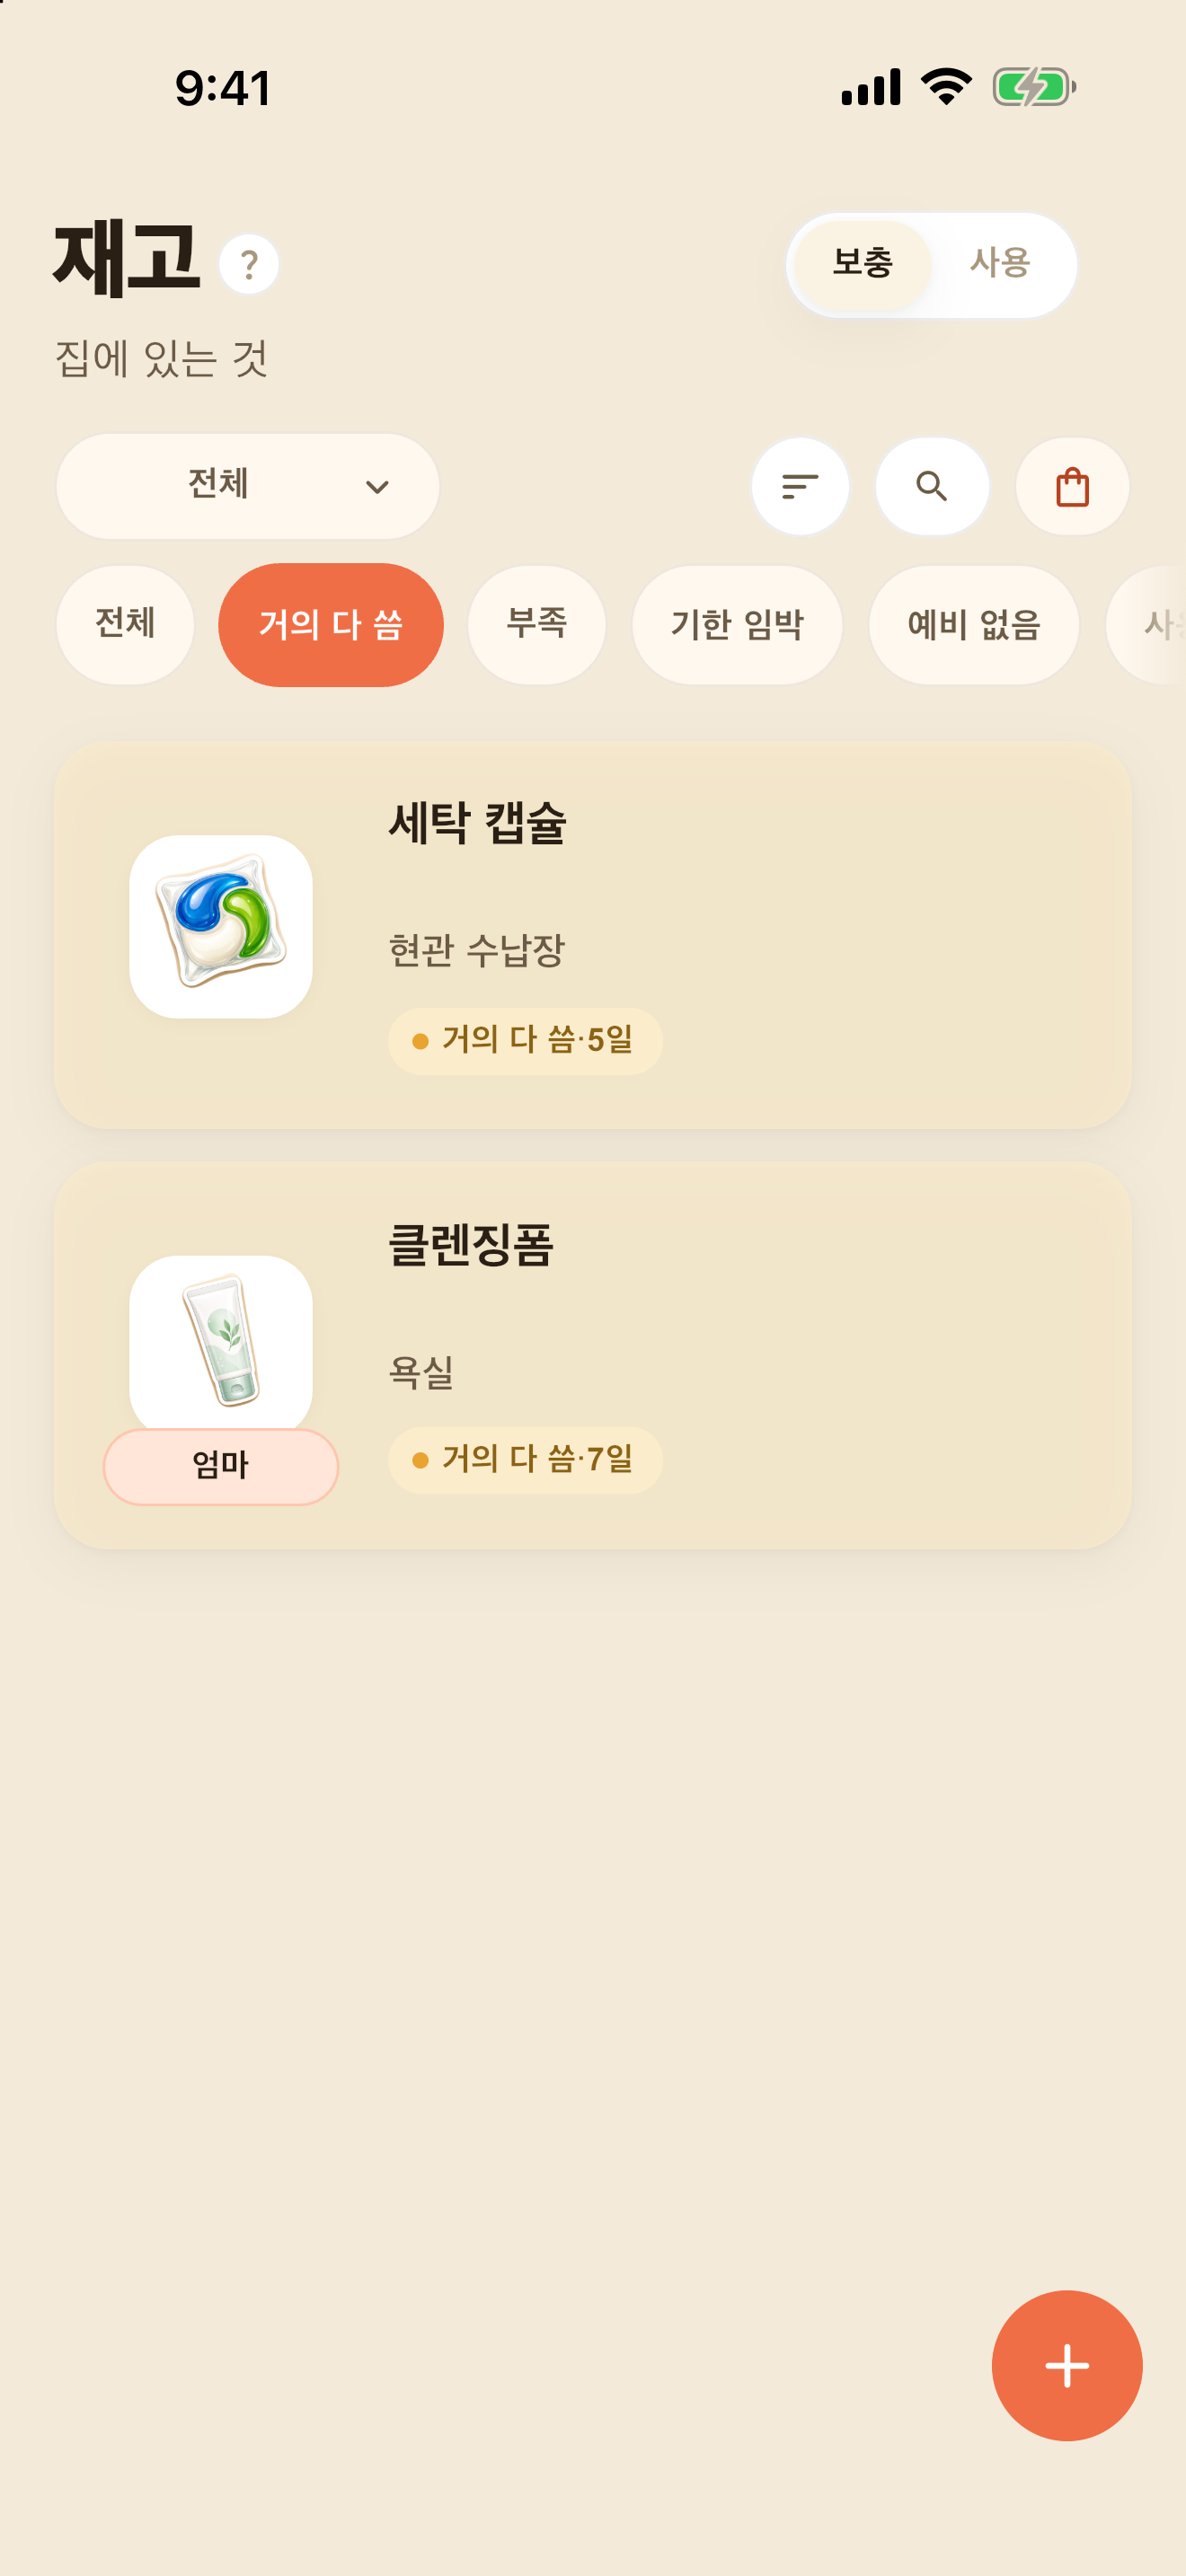 9:41
재고 ?
보충 사용
집에 있는 것
전체
전체 거의 다 씀 부족 기한 임박 예비 없음
세탁 캡슐
현관 수납장
거의 다 씀·5일
클렌징폼
욕실
엄마
거의 다 씀·7일